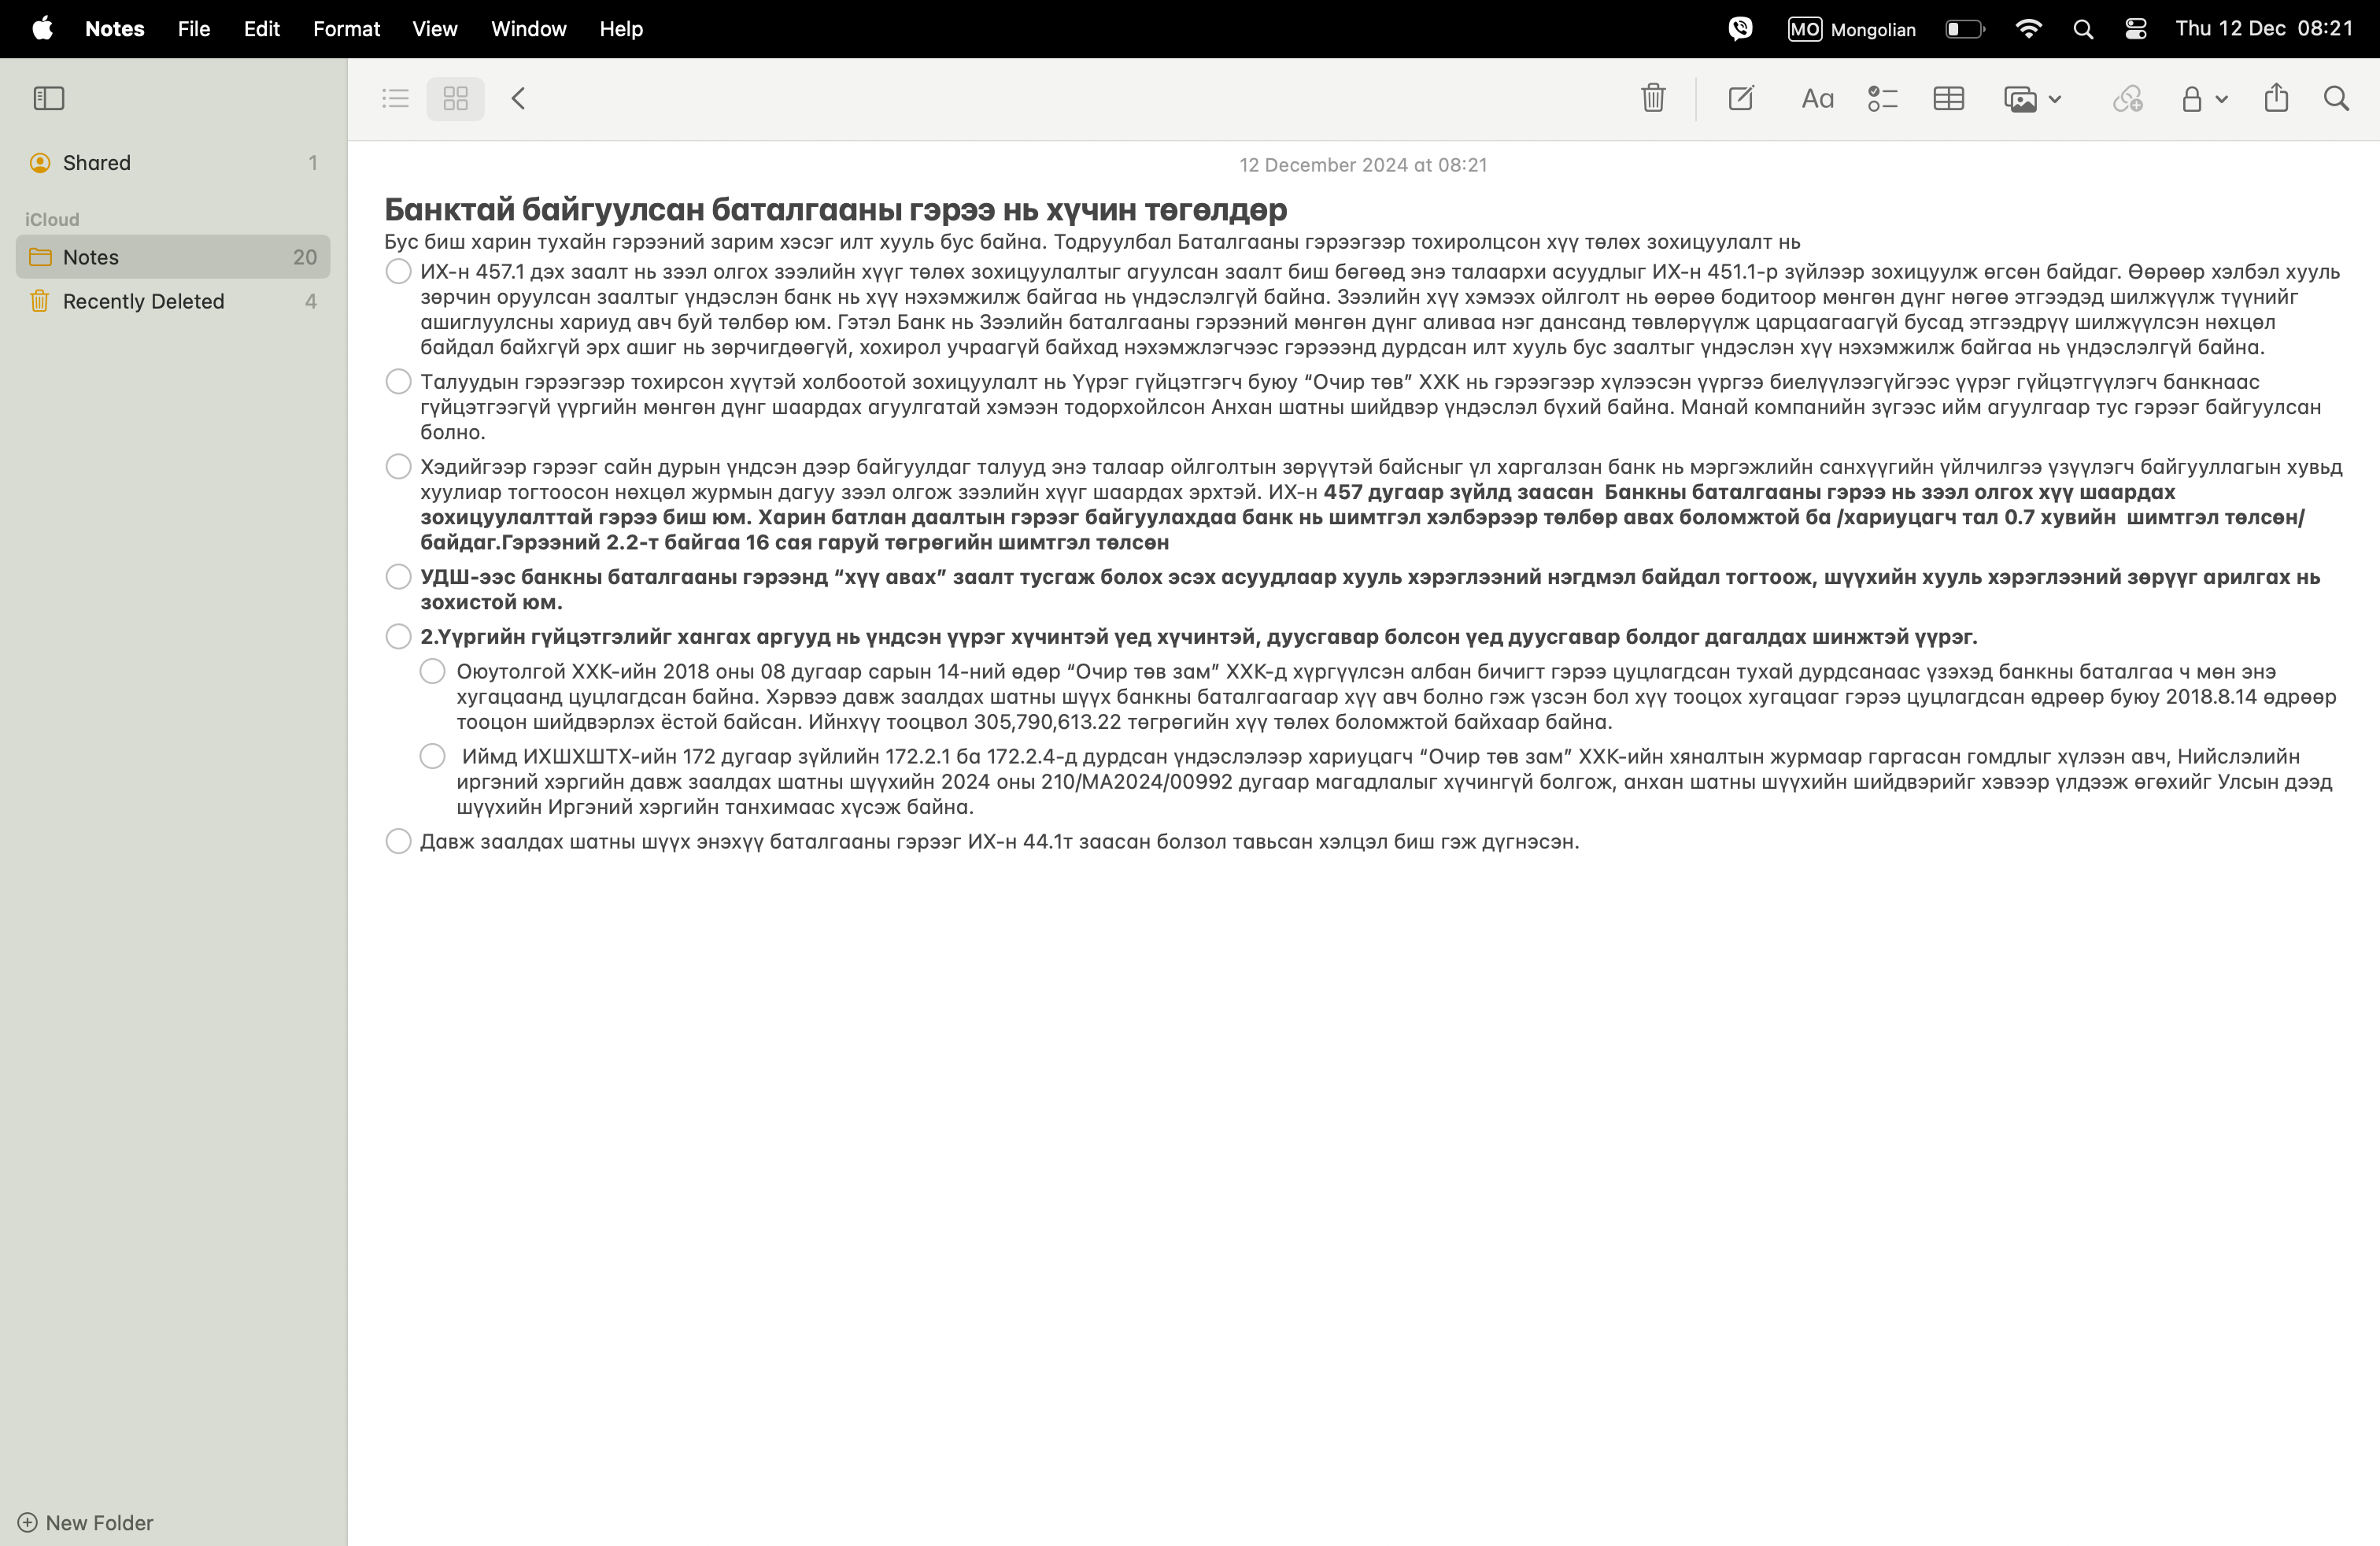 Notes File Edit Format View Window Help MO Mongolian Thu 12 Dec 08:21
Shared 1
iCloud
Notes 20
Recently Deleted 4
New Folder
Aa
12 December 2024 at 08:21
Банктай байгуулсан баталгааны гэрээ нь хүчин төгөлдөр
Бус биш харин тухайн гэрээний зарим хэсэг илт хууль бус байна. Тодруулбал Баталгааны гэрээгээр тохиролцсон хүү төлөх зохицуулалт нь
ИХ-н 457.1 дэх заалт нь зээл олгох зээлийн хүүг төлөх зохицуулалтыг агуулсан заалт биш бөгөөд энэ талаархи асуудлыг ИХ-н 451.1-р зүйлээр зохицуулж өгсөн байдаг. Өөрөөр хэлбэл хууль
зөрчин оруулсан заалтыг үндэслэн банк нь хүү нэхэмжилж байгаа нь үндэслэлгүй байна. Зээлийн хүү хэмээх ойлголт нь өөрөө бодитоор мөнгөн дүнг нөгөө этгээдэд шилжүүлж түүнийг
ашиглуулсны хариуд авч буй төлбөр юм. Гэтэл Банк нь Зээлийн баталгааны гэрээний мөнгөн дүнг аливаа нэг дансанд төвлөрүүлж царцаагаагүй бусад этгээдрүү шилжүүлсэн нөхцөл
байдал байхгүй эрх ашиг нь зөрчигдөөгүй, хохирол учраагүй байхад нэхэмжлэгчээс гэрэээнд дурдсан илт хууль бус заалтыг үндэслэн хүү нэхэмжилж байгаа нь үндэслэлгүй байна.
Талуудын гэрээгээр тохирсон хүүтэй холбоотой зохицуулалт нь Үүрэг гүйцэтгэгч буюу “Очир төв” ХХК нь гэрээгээр хүлээсэн үүргээ биелүүлээгүйгээс үүрэг гүйцэтгүүлэгч банкнаас
гүйцэтгээгүй үүргийн мөнгөн дүнг шаардах агуулгатай хэмээн тодорхойлсон Анхан шатны шийдвэр үндэслэл бүхий байна. Манай компанийн зүгээс ийм агуулгаар тус гэрээг байгуулсан
болно.
Хэдийгээр гэрээг сайн дурын үндсэн дээр байгуулдаг талууд энэ талаар ойлголтын зөрүүтэй байсныг үл харгалзан банк нь мэргэжлийн санхүүгийн үйлчилгээ үзүүлэгч байгууллагын хувьд
хуулиар тогтоосон нөхцөл журмын дагуу зээл олгож зээлийн хүүг шаардах эрхтэй. ИХ-н 457 дугаар зүйлд заасан  Банкны баталгааны гэрээ нь зээл олгох хүү шаардах
зохицуулалттай гэрээ биш юм. Харин батлан даалтын гэрээг байгуулахдаа банк нь шимтгэл хэлбэрээр төлбөр авах боломжтой ба /хариуцагч тал 0.7 хувийн  шимтгэл төлсөн/
байдаг.Гэрээний 2.2-т байгаа 16 сая гаруй төгрөгийн шимтгэл төлсөн
УДШ-ээс банкны баталгааны гэрээнд “хүү авах” заалт тусгаж болох эсэх асуудлаар хууль хэрэглээний нэгдмэл байдал тогтоож, шүүхийн хууль хэрэглээний зөрүүг арилгах нь
зохистой юм.
2.Үүргийн гүйцэтгэлийг хангах аргууд нь үндсэн үүрэг хүчинтэй үед хүчинтэй, дуусгавар болсон үед дуусгавар болдог дагалдах шинжтэй үүрэг.
Оюутолгой ХХК-ийн 2018 оны 08 дугаар сарын 14-ний өдөр “Очир төв зам” ХХК-д хүргүүлсэн албан бичигт гэрээ цуцлагдсан тухай дурдсанаас үзэхэд банкны баталгаа ч мөн энэ
хугацаанд цуцлагдсан байна. Хэрвээ давж заалдах шатны шүүх банкны баталгаагаар хүү авч болно гэж үзсэн бол хүү тооцох хугацааг гэрээ цуцлагдсан өдрөөр буюу 2018.8.14 өдрөөр
тооцон шийдвэрлэх ёстой байсан. Ийнхүү тооцвол 305,790,613.22 төгрөгийн хүү төлөх боломжтой байхаар байна.
Иймд ИХШХШТХ-ийн 172 дугаар зүйлийн 172.2.1 ба 172.2.4-д дурдсан үндэслэлээр хариуцагч “Очир төв зам” ХХК-ийн хяналтын журмаар гаргасан гомдлыг хүлээн авч, Нийслэлийн
иргэний хэргийн давж заалдах шатны шүүхийн 2024 оны 210/МА2024/00992 дугаар магадлалыг хүчингүй болгож, анхан шатны шүүхийн шийдвэрийг хэвээр үлдээж өгөхийг Улсын дээд
шүүхийн Иргэний хэргийн танхимаас хүсэж байна.
Давж заалдах шатны шүүх энэхүү баталгааны гэрээг ИХ-н 44.1т заасан болзол тавьсан хэлцэл биш гэж дүгнэсэн.